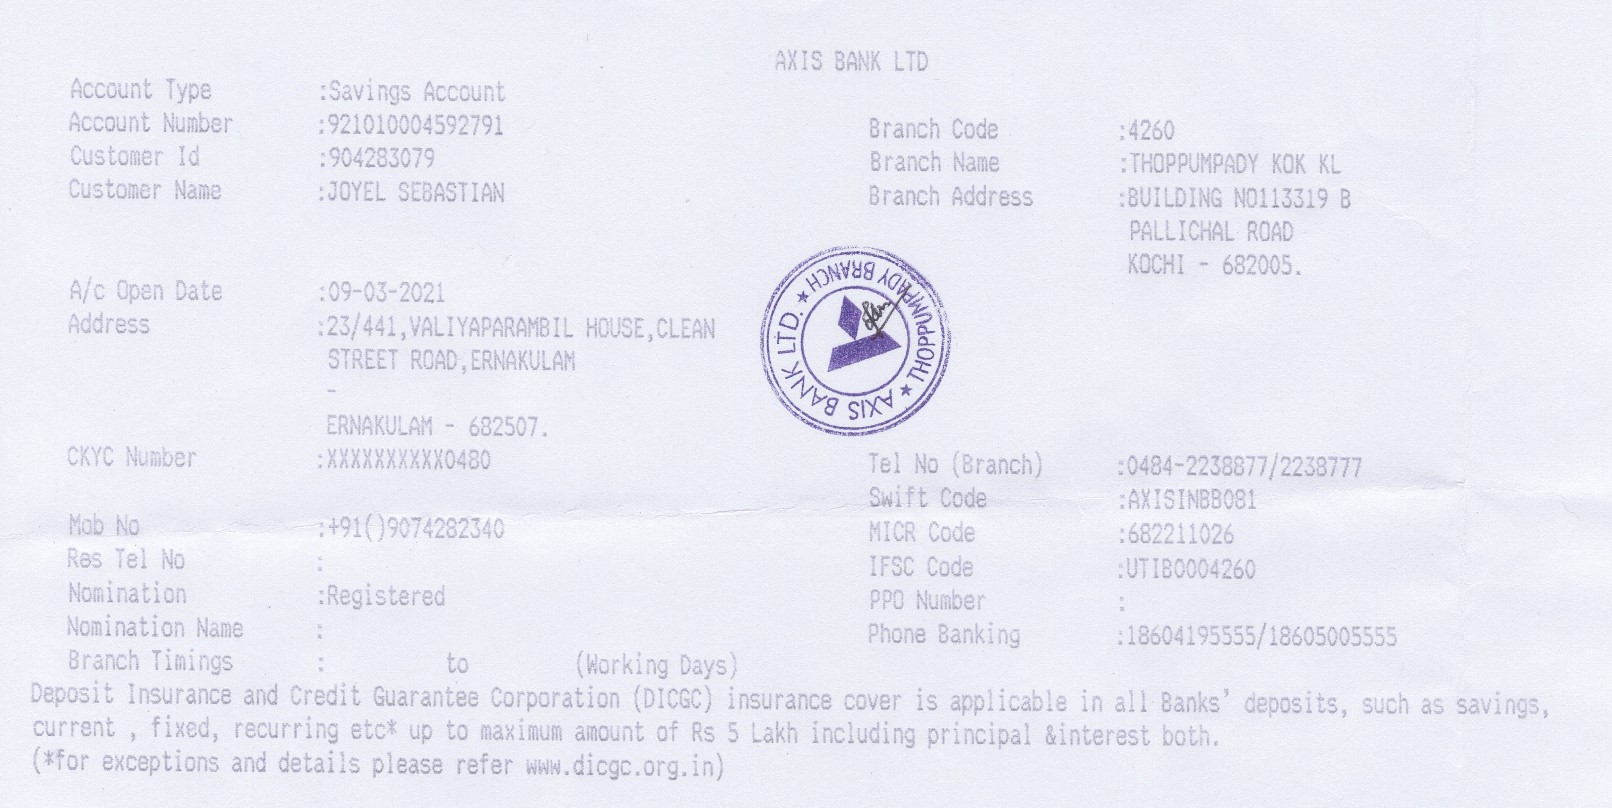 AXIS BANK LTD
Account Type :Savings Account
Account Number :921010004592791
Customer Id :904283079
Customer Name :JOYEL SEBASTIAN
Branch Code :4260
Branch Name :THOPPUMPADY KOK KL
Branch Address :BUILDING NO113319 B
PALLICHAL ROAD
KOCHI - 682005.
A/c Open Date :09-03-2021
Address :23/441,VALIYAPARAMBIL HOUSE,CLEAN
STREET ROAD,ERNAKULAM
-
ERNAKULAM - 682507.
CKYC Number :XXXXXXXXXX0480
AXIS BANK LTD. ★ THOPPUMPADY BRANCH ★
Mob No :+91()9074282340
Res Tel No :
Nomination :Registered
Nomination Name :
Branch Timings : to (Working Days)
Tel No (Branch) :0484-2238877/2238777
Swift Code :AXISINBB081
MICR Code :682211026
IFSC Code :UTIB0004260
PPO Number :
Phone Banking :18604195555/18605005555
Deposit Insurance and Credit Guarantee Corporation (DICGC) insurance cover is applicable in all Banks' deposits, such as savings,
current , fixed, recurring etc* up to maximum amount of Rs 5 Lakh including principal &interest both.
(*for exceptions and details please refer www.dicgc.org.in)